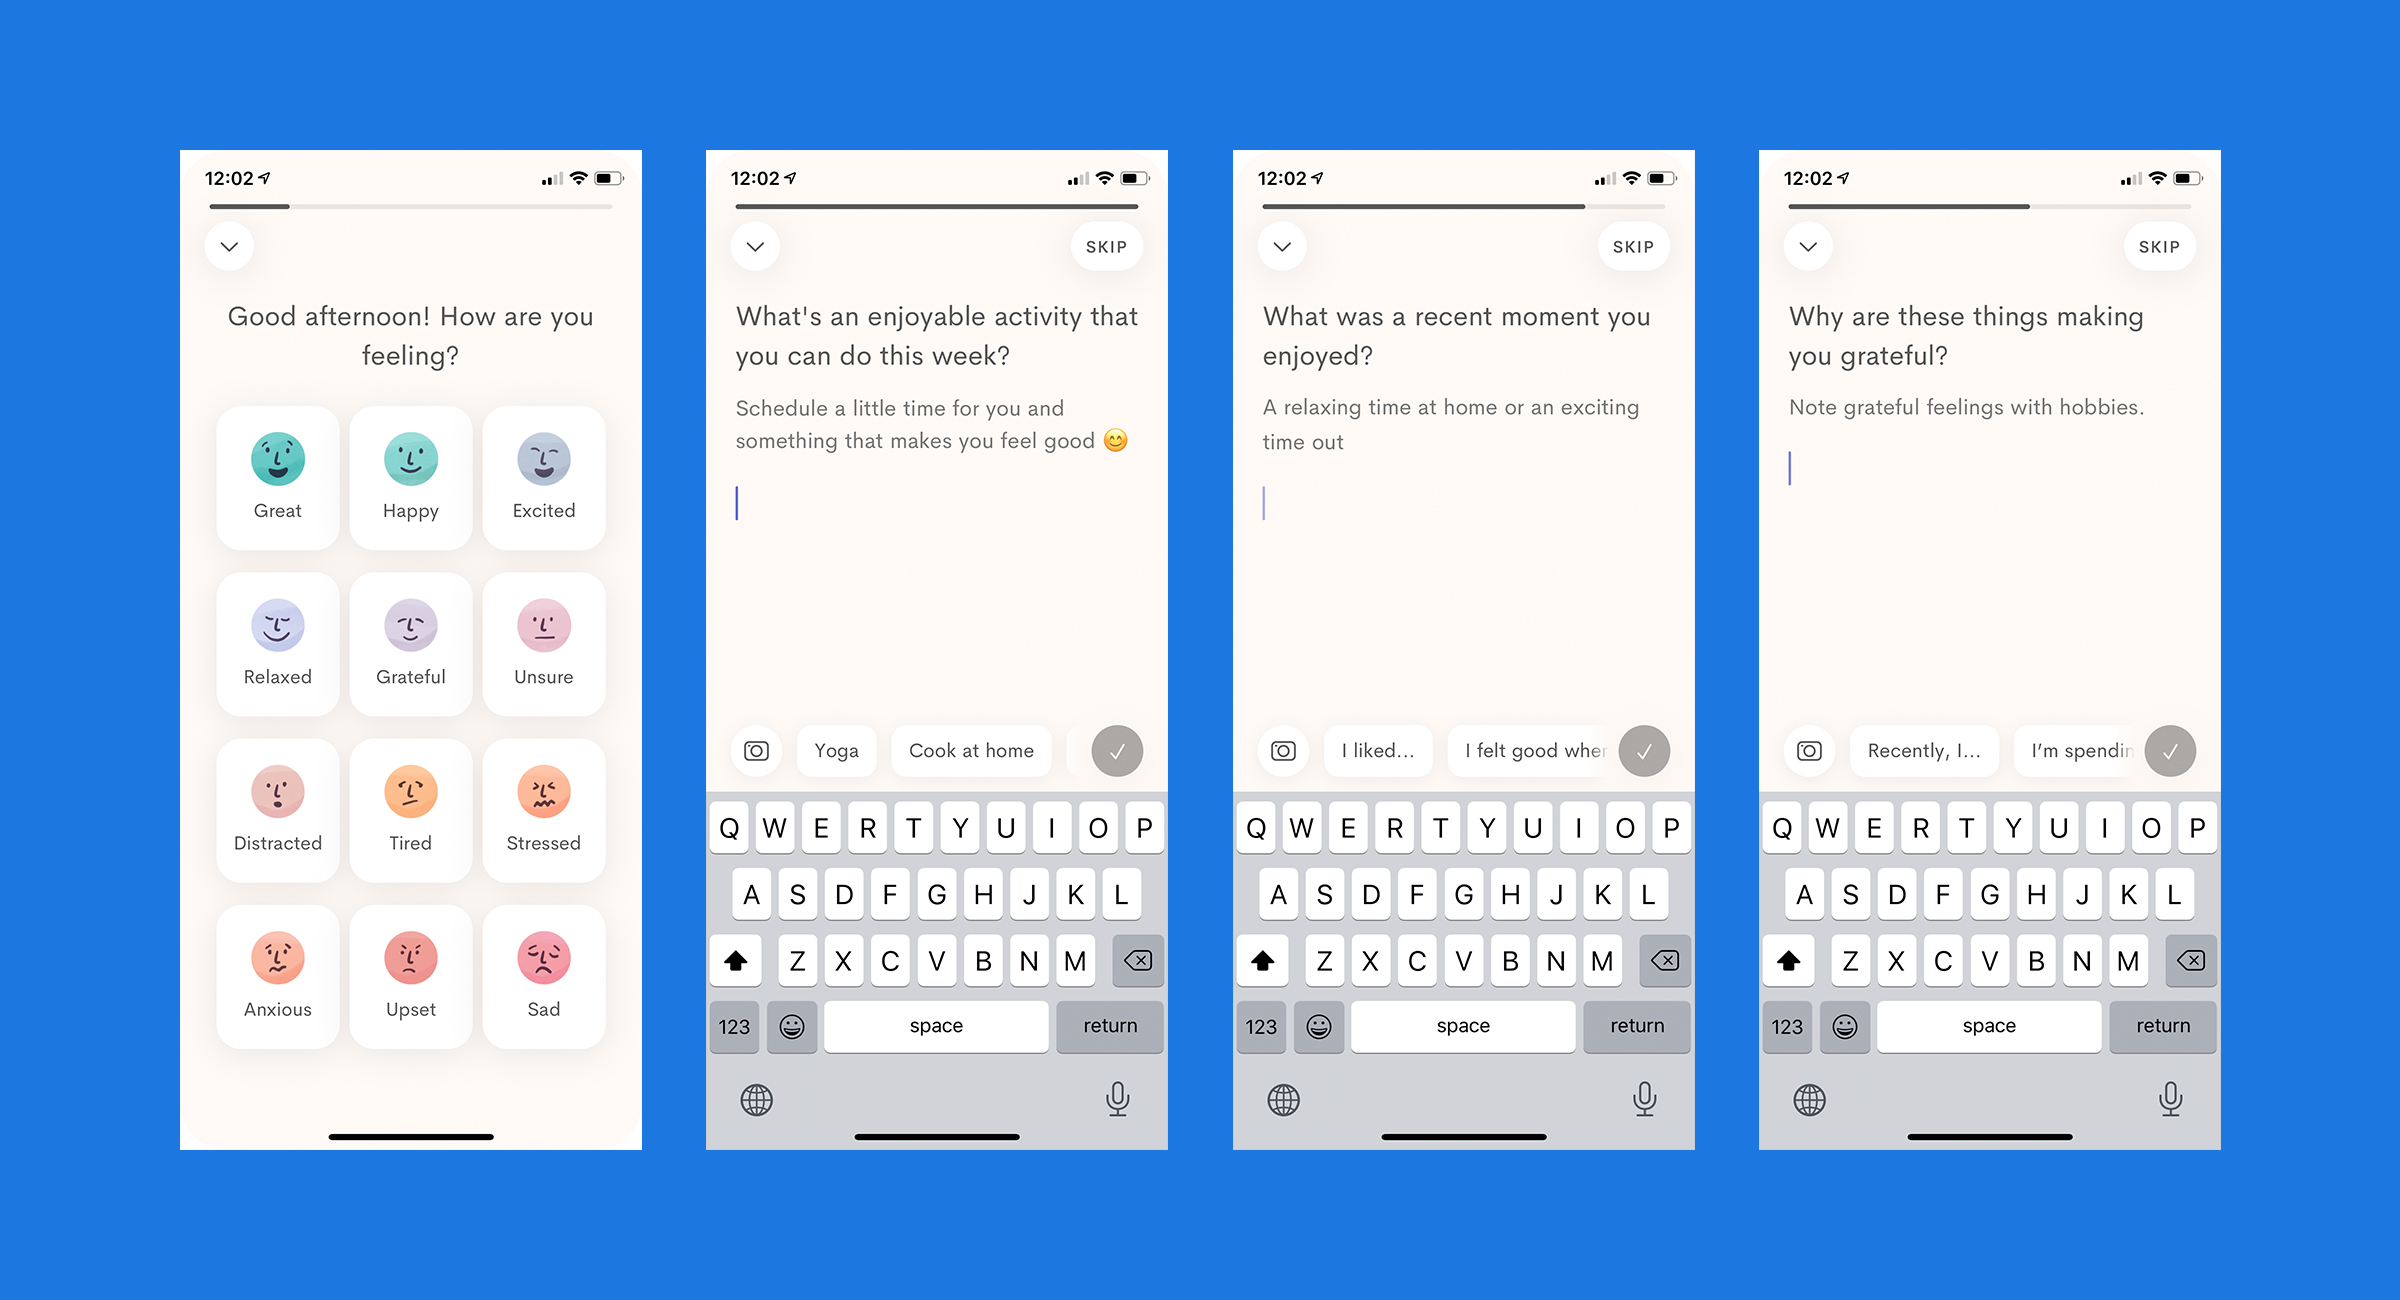 12:02
Good afternoon! How are you
feeling?
Great
Happy
Excited
Relaxed
Grateful
Unsure
Distracted
Tired
Stressed
Anxious
Upset
Sad
12:02
SKIP
What's an enjoyable activity that
you can do this week?
Schedule a little time for you and
something that makes you feel good 😊
Yoga
Cook at home
Q W E R T Y U I O P
A S D F G H J K L
Z X C V B N M
123 space return
12:02
SKIP
What was a recent moment you
enjoyed?
A relaxing time at home or an exciting
time out
I liked...
I felt good wher
Q W E R T Y U I O P
A S D F G H J K L
Z X C V B N M
123 space return
12:02
SKIP
Why are these things making
you grateful?
Note grateful feelings with hobbies.
Recently, I...
I'm spendin
Q W E R T Y U I O P
A S D F G H J K L
Z X C V B N M
123 space return